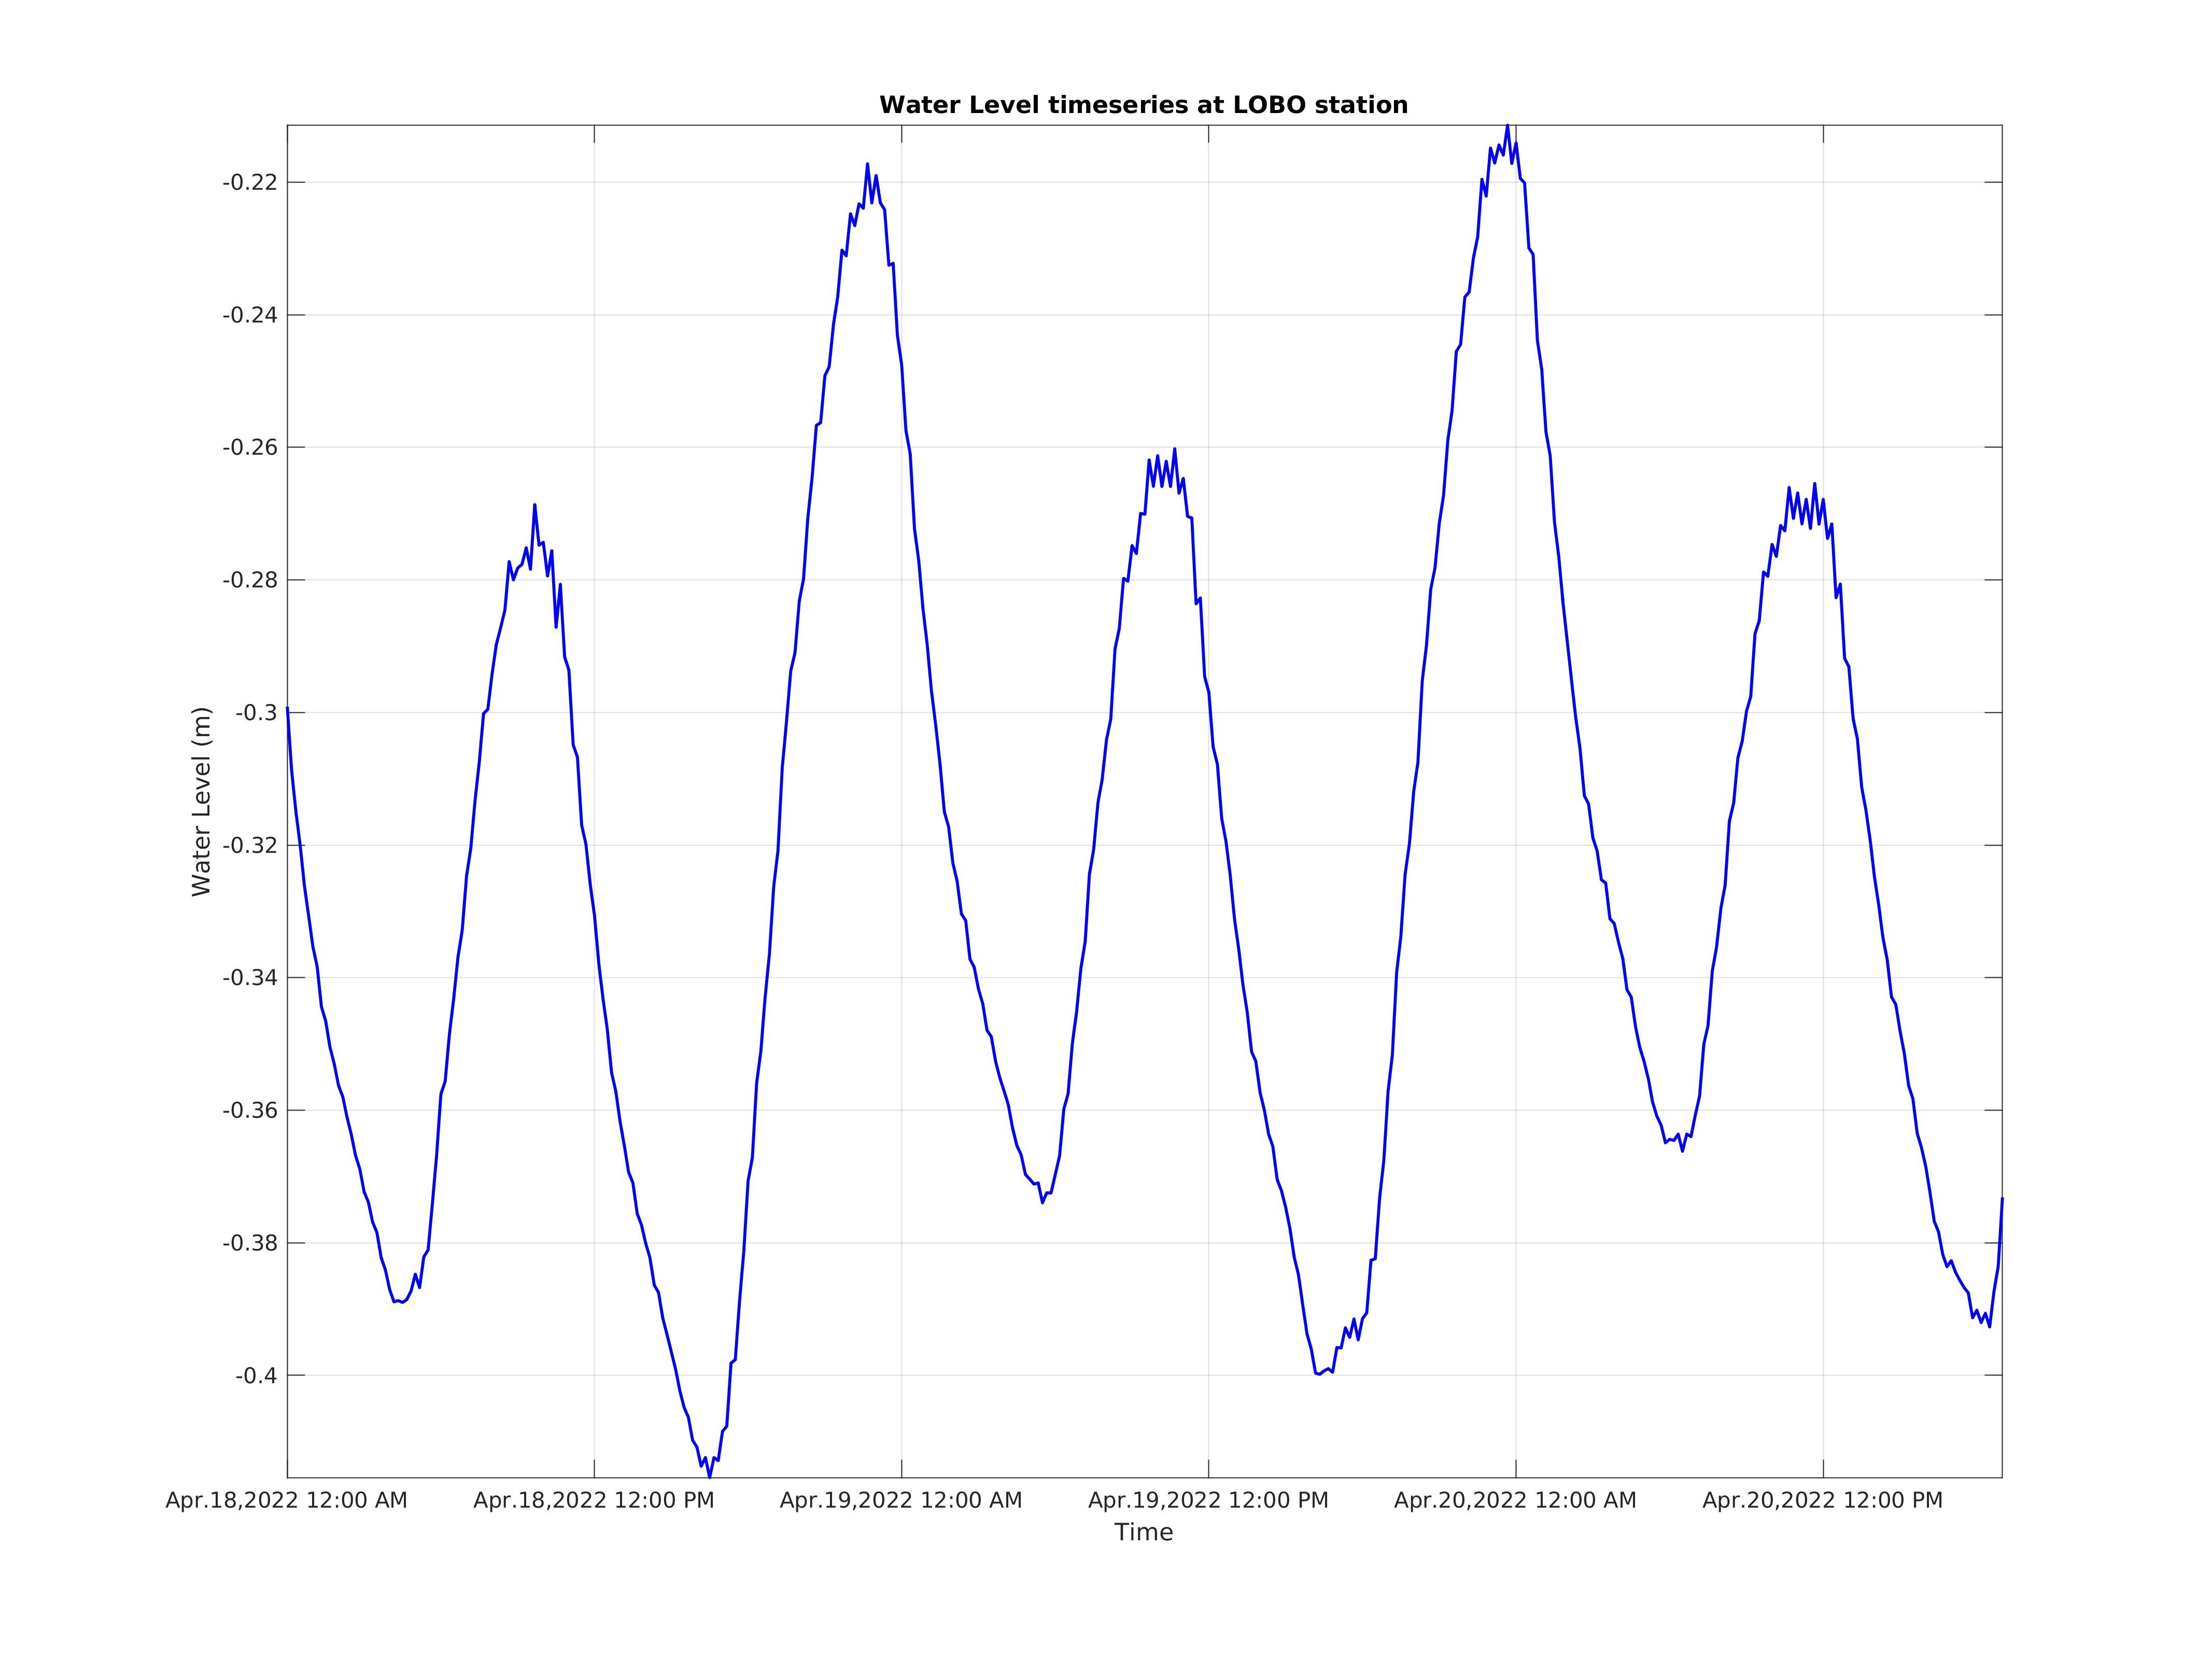 Water Level timeseries at LOBO station
-0.22
-0.24
-0.26
-0.28
-0.3
-0.32
-0.34
-0.36
-0.38
-0.4
Water Level (m)
Apr.18,2022 12:00 AM Apr.18,2022 12:00 PM Apr.19,2022 12:00 AM Apr.19,2022 12:00 PM Apr.20,2022 12:00 AM Apr.20,2022 12:00 PM
Time